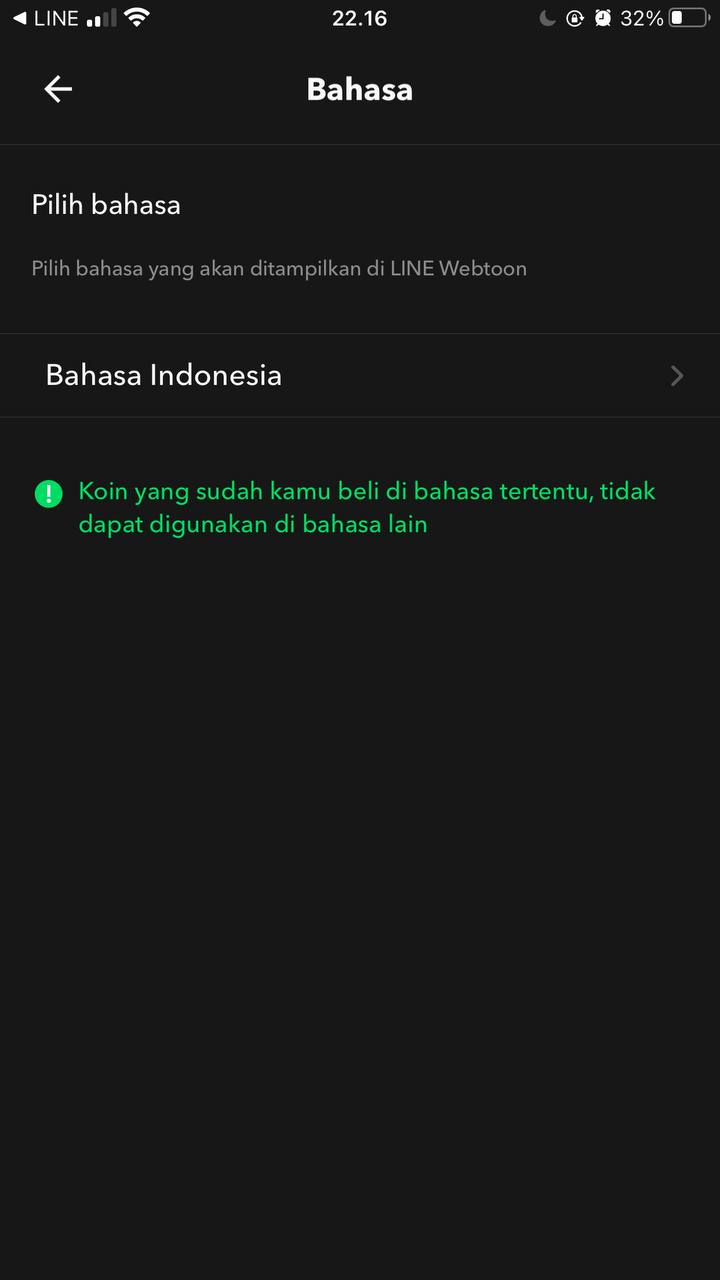 LINE
22.16
32%
Bahasa
Pilih bahasa
Pilih bahasa yang akan ditampilkan di LINE Webtoon
Bahasa Indonesia
Koin yang sudah kamu beli di bahasa tertentu, tidak
dapat digunakan di bahasa lain